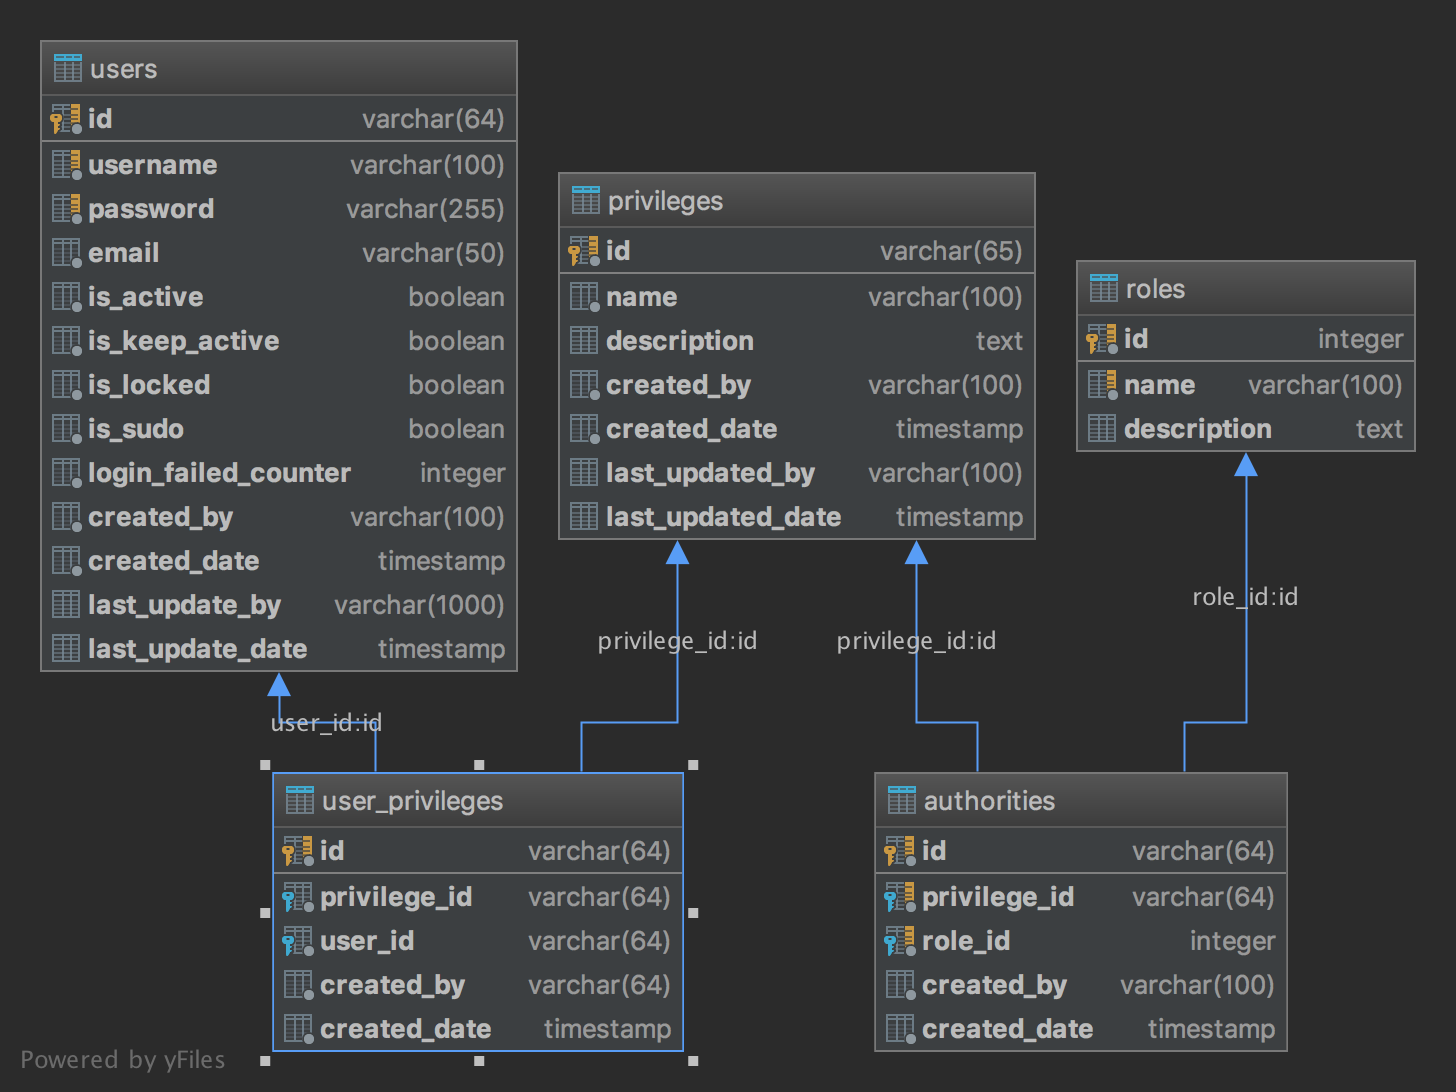 users
id varchar(64)
username varchar(100)
password varchar(255)
email varchar(50)
is_active boolean
is_keep_active boolean
is_locked boolean
is_sudo boolean
login_failed_counter integer
created_by varchar(100)
created_date timestamp
last_update_by varchar(1000)
last_update_date timestamp
privileges
id varchar(65)
name varchar(100)
description text
created_by varchar(100)
created_date timestamp
last_updated_by varchar(100)
last_updated_date timestamp
roles
id integer
name varchar(100)
description text
role_id:id
privilege_id:id
privilege_id:id
user_id:id
user_privileges
id varchar(64)
privilege_id varchar(64)
user_id varchar(64)
created_by varchar(64)
created_date timestamp
authorities
id varchar(64)
privilege_id varchar(64)
role_id integer
created_by varchar(100)
created_date timestamp
Powered by yFiles